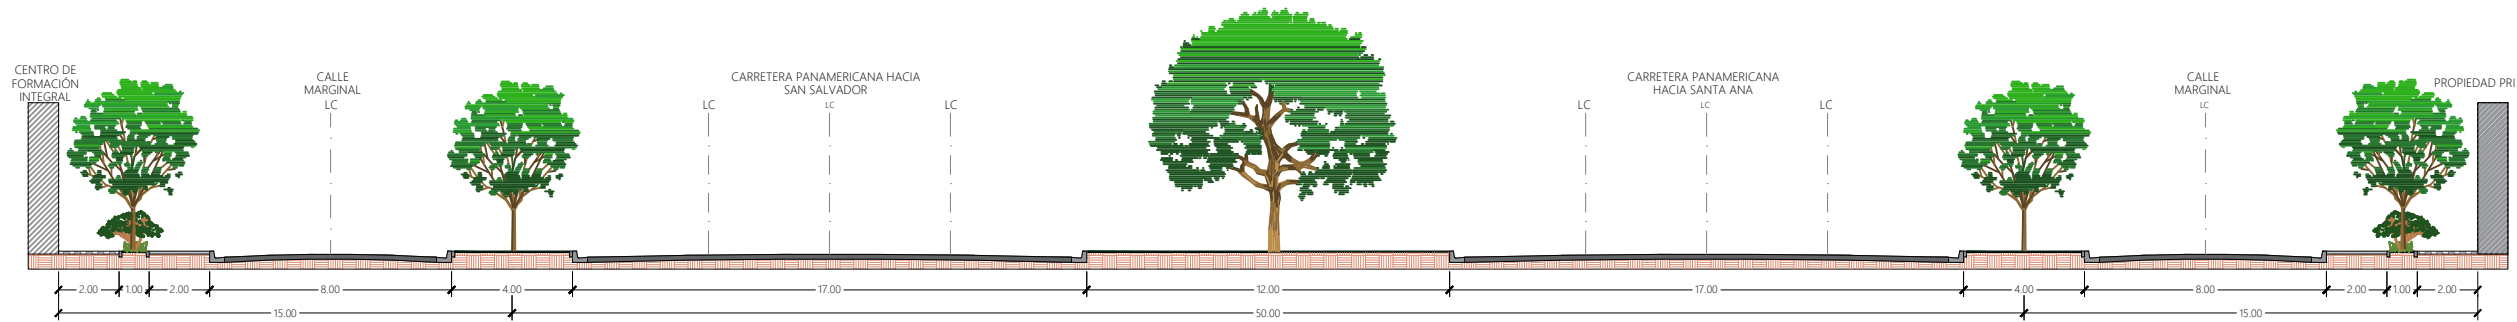 CENTRO DE
FORMACIÓN
INTEGRAL
CALLE
MARGINAL
LC
CARRETERA PANAMERICANA HACIA
SAN SALVADOR
LC
LC
LC
CARRETERA PANAMERICANA
HACIA SANTA ANA
LC
LC
LC
CALLE
MARGINAL
LC
PROPIEDAD PRI
2.00 1.00 2.00 8.00 4.00 17.00 12.00 17.00 4.00 8.00 2.00 1.00 2.00
15.00 50.00 15.00